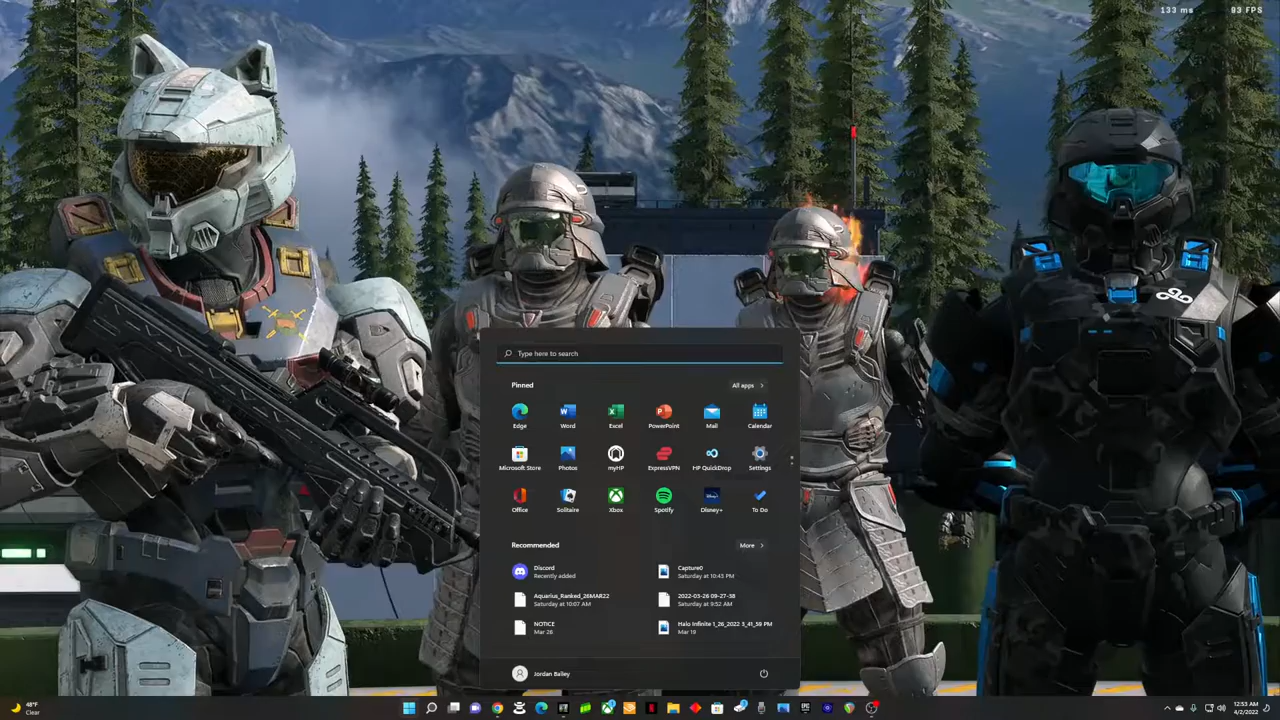 133 ms 93 FPS
Type here to search
Pinned All apps
Edge Word Excel PowerPoint Mail Calendar
Microsoft Store Photos myHP ExpressVPN HP QuickDrop Settings
Office Solitaire Xbox Spotify Disney+ To Do
Recommended More
Discord
Recently added
Capture0
Saturday at 10:43 PM
Aquarius_Ranked_26MAR22
Saturday at 10:07 AM
2022-03-26 09-27-38
Saturday at 9:52 AM
NOTICE
Mar 26
Halo Infinite 1_26_2022 3_41_59 PM
Mar 19
Jordan Bailey
48°F
Clear
12:53 AM
4/2/2022